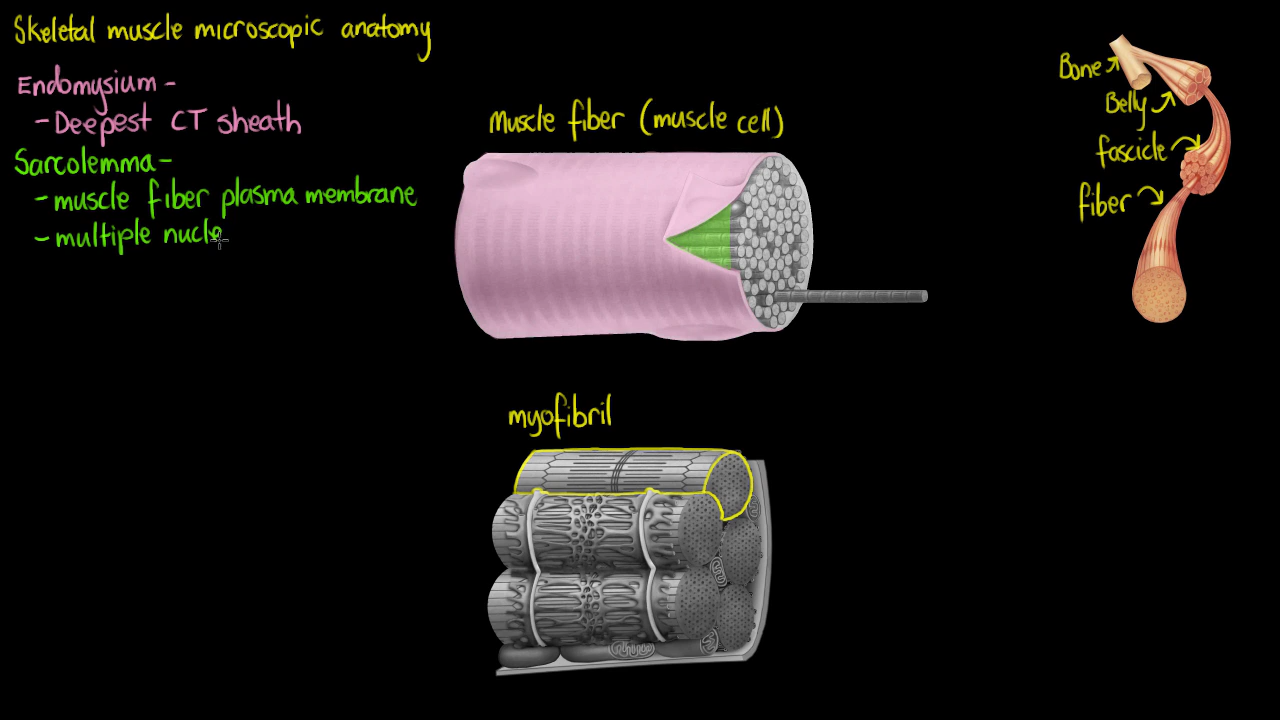 Skeletal muscle microscopic anatomy
Endomysium -
- Deepest CT sheath
Sarcolemma -
- muscle fiber plasma membrane
- multiple nucle
muscle fiber (muscle cell)
myofibril
Bone
Belly
fascicle
fiber